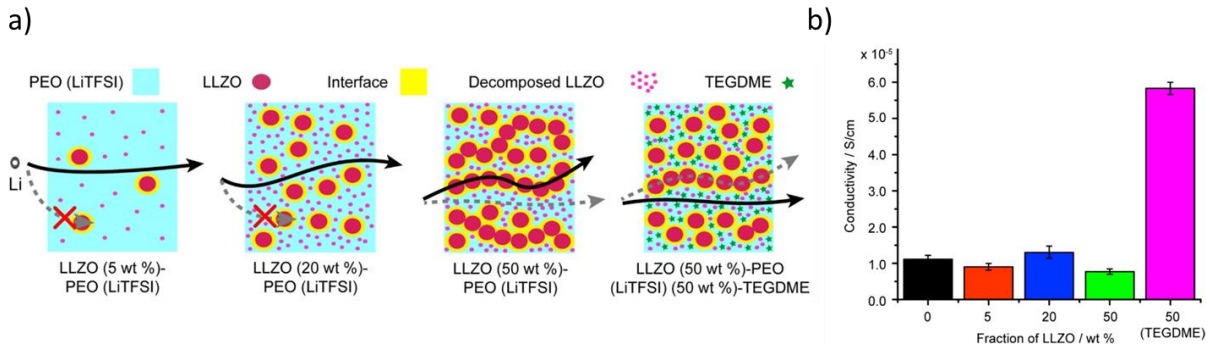 a)
PEO (LiTFSI) LLZO Interface Decomposed LLZO TEGDME
Li
LLZO (5 wt %)-
PEO (LiTFSI)
LLZO (20 wt %)-
PEO (LiTFSI)
LLZO (50 wt %)-
PEO (LiTFSI)
LLZO (50 wt %)-PEO
(LiTFSI) (50 wt %)-TEGDME
b)
×10⁻⁵
6.0
5.0
4.0
3.0
2.0
1.0
0.0
Conductivity / S/cm
0 5 20 50 50
(TEGDME)
Fraction of LLZO / wt %